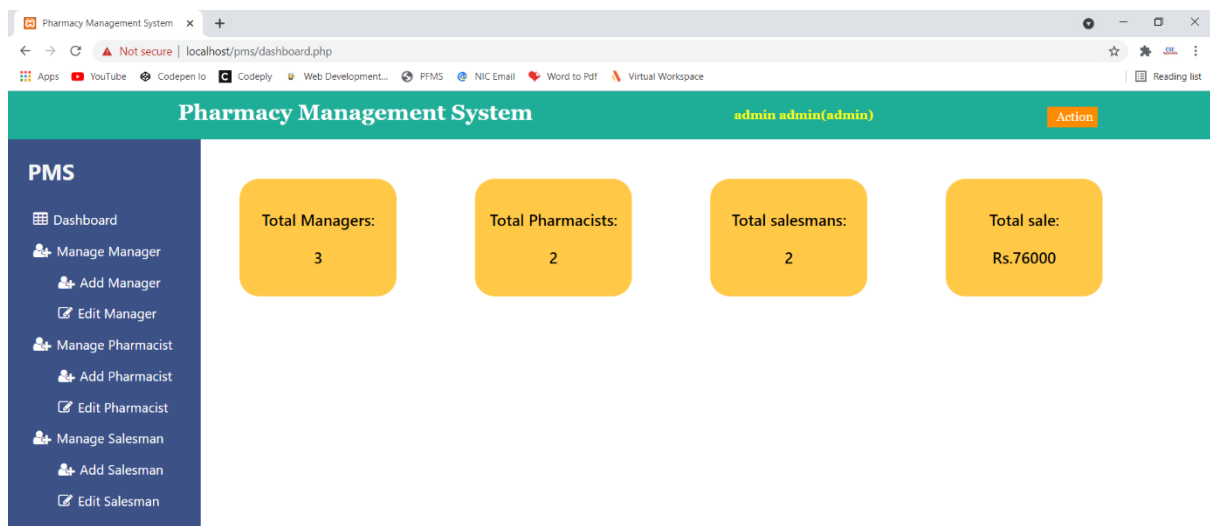 Pharmacy Management System
Not secure | localhost/pms/dashboard.php
Apps YouTube Codepen Io Codeply Web Development... PFMS NIC Email Word to Pdf Virtual Workspace Reading list
Pharmacy Management System admin admin(admin) Action
PMS
Dashboard
Manage Manager
Add Manager
Edit Manager
Manage Pharmacist
Add Pharmacist
Edit Pharmacist
Manage Salesman
Add Salesman
Edit Salesman
Total Managers:
3
Total Pharmacists:
2
Total salesmans:
2
Total sale:
Rs.76000